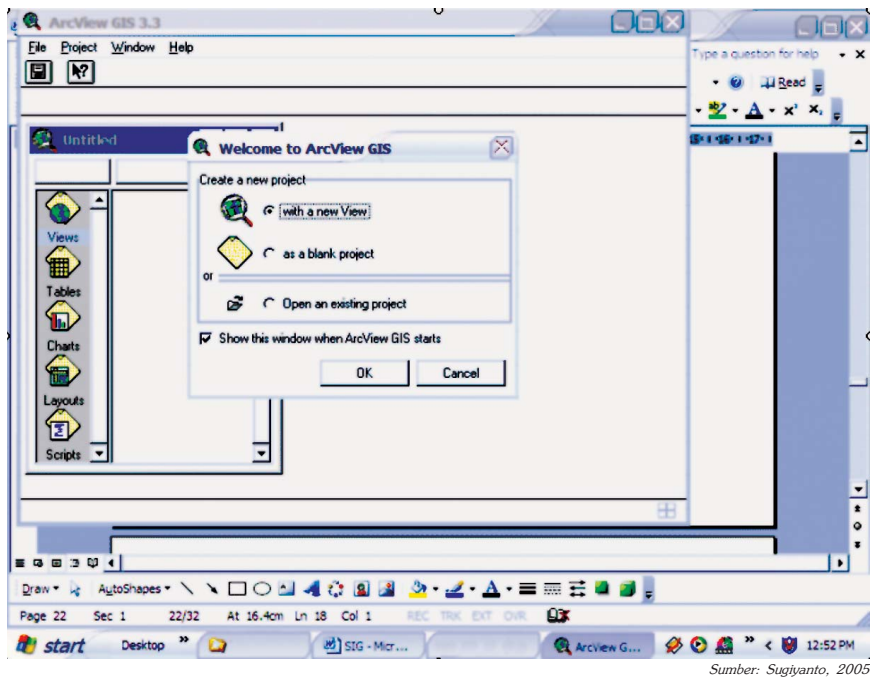 ArcView GIS 3.3
File Project Window Help
Type a question for help
Read
Untitled
Welcome to ArcView GIS
Create a new project
with a new View
as a blank project
or
Open an existing project
Show this window when ArcView GIS starts
OK Cancel
Views
Tables
Charts
Layouts
Scripts
Draw AutoShapes
Page 22 Sec 1 22/32 At 16.4cm Ln 18 Col 1 REC TRK EXT OVR
start Desktop SIG - Micr... ArcView G... 12:52 PM
Sumber: Sugiyanto, 2005